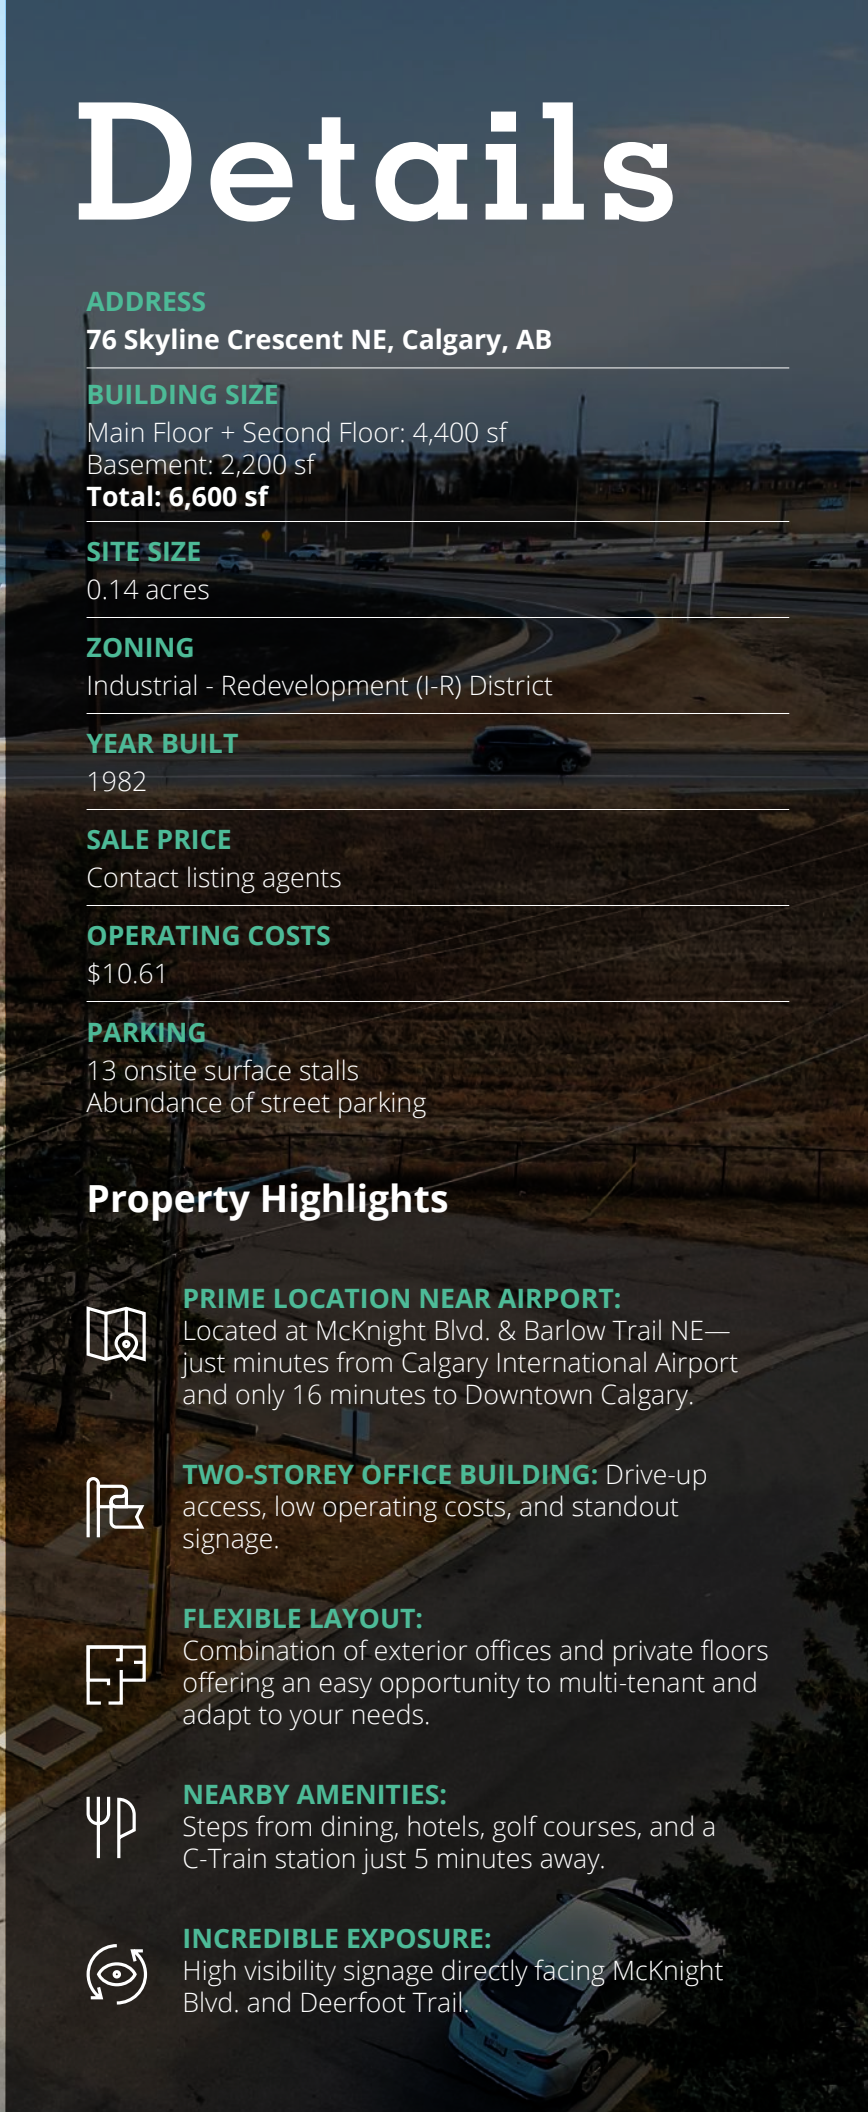 Details
ADDRESS
76 Skyline Crescent NE, Calgary, AB
BUILDING SIZE
Main Floor + Second Floor: 4,400 sf
Basement: 2,200 sf
Total: 6,600 sf
SITE SIZE
0.14 acres
ZONING
Industrial - Redevelopment (I-R) District
YEAR BUILT
1982
SALE PRICE
Contact listing agents
OPERATING COSTS
$10.61
PARKING
13 onsite surface stalls
Abundance of street parking
Property Highlights
PRIME LOCATION NEAR AIRPORT:
Located at McKnight Blvd. & Barlow Trail NE—
just minutes from Calgary International Airport
and only 16 minutes to Downtown Calgary.
TWO-STOREY OFFICE BUILDING: Drive-up
access, low operating costs, and standout
signage.
FLEXIBLE LAYOUT:
Combination of exterior offices and private floors
offering an easy opportunity to multi-tenant and
adapt to your needs.
NEARBY AMENITIES:
Steps from dining, hotels, golf courses, and a
C-Train station just 5 minutes away.
INCREDIBLE EXPOSURE:
High visibility signage directly facing McKnight
Blvd. and Deerfoot Trail.